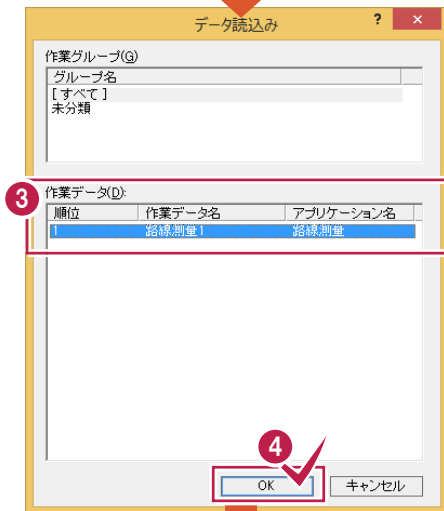 データ読込み ? ×
作業グループ(G)
グループ名
[すべて]
未分類
3
作業データ(D):
順位 作業データ名 アプリケーション名
1 路線測量1 路線測量
4
OK キャンセル